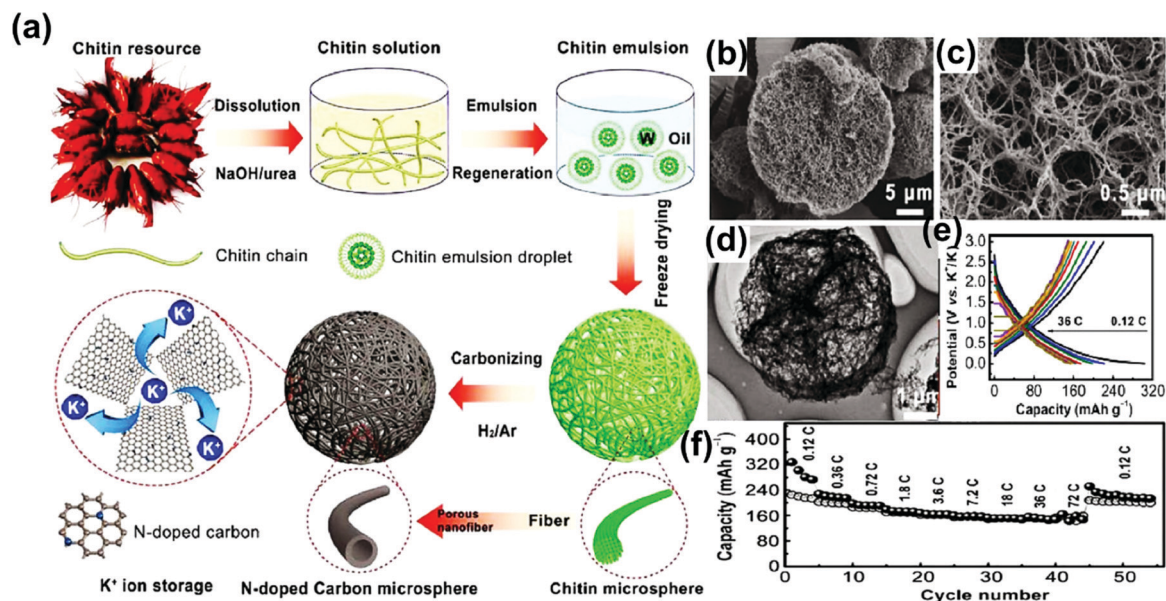 (a)
Chitin resource
Chitin solution
Chitin emulsion
Dissolution
NaOH/urea
Emulsion
Regeneration
W
Oil
Chitin chain
Chitin emulsion droplet
Freeze drying
K⁺
K⁺
K⁺
K⁺
Carbonizing
H₂/Ar
N-doped carbon
Porous
nanofiber
Fiber
K⁺ ion storage
N-doped Carbon microsphere
Chitin microsphere
(b)
5 µm
(c)
0.5 µm
(d)
1 µm
(e)
Potential (V vs. K⁺/K)
3.0
2.5
2.0
1.5
1.0
0.5
0.0
36 C
0.12 C
0 80 160 240 320
Capacity (mAh g⁻¹)
(f)
Capacity (mAh g⁻¹)
400
320
240
160
80
0
0.12 C
0.36 C
0.72 C
1.8 C
3.6 C
7.2 C
18 C
36 C
72 C
0.12 C
0 10 20 30 40 50
Cycle number